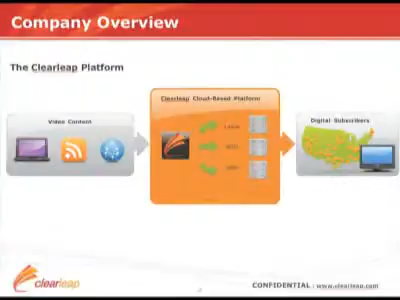 Company Overview
The Clearleap Platform
Video Content
Clearleap Cloud-Based Platform
Digital Subscribers
clearleap
CONFIDENTIAL : www.clearleap.com